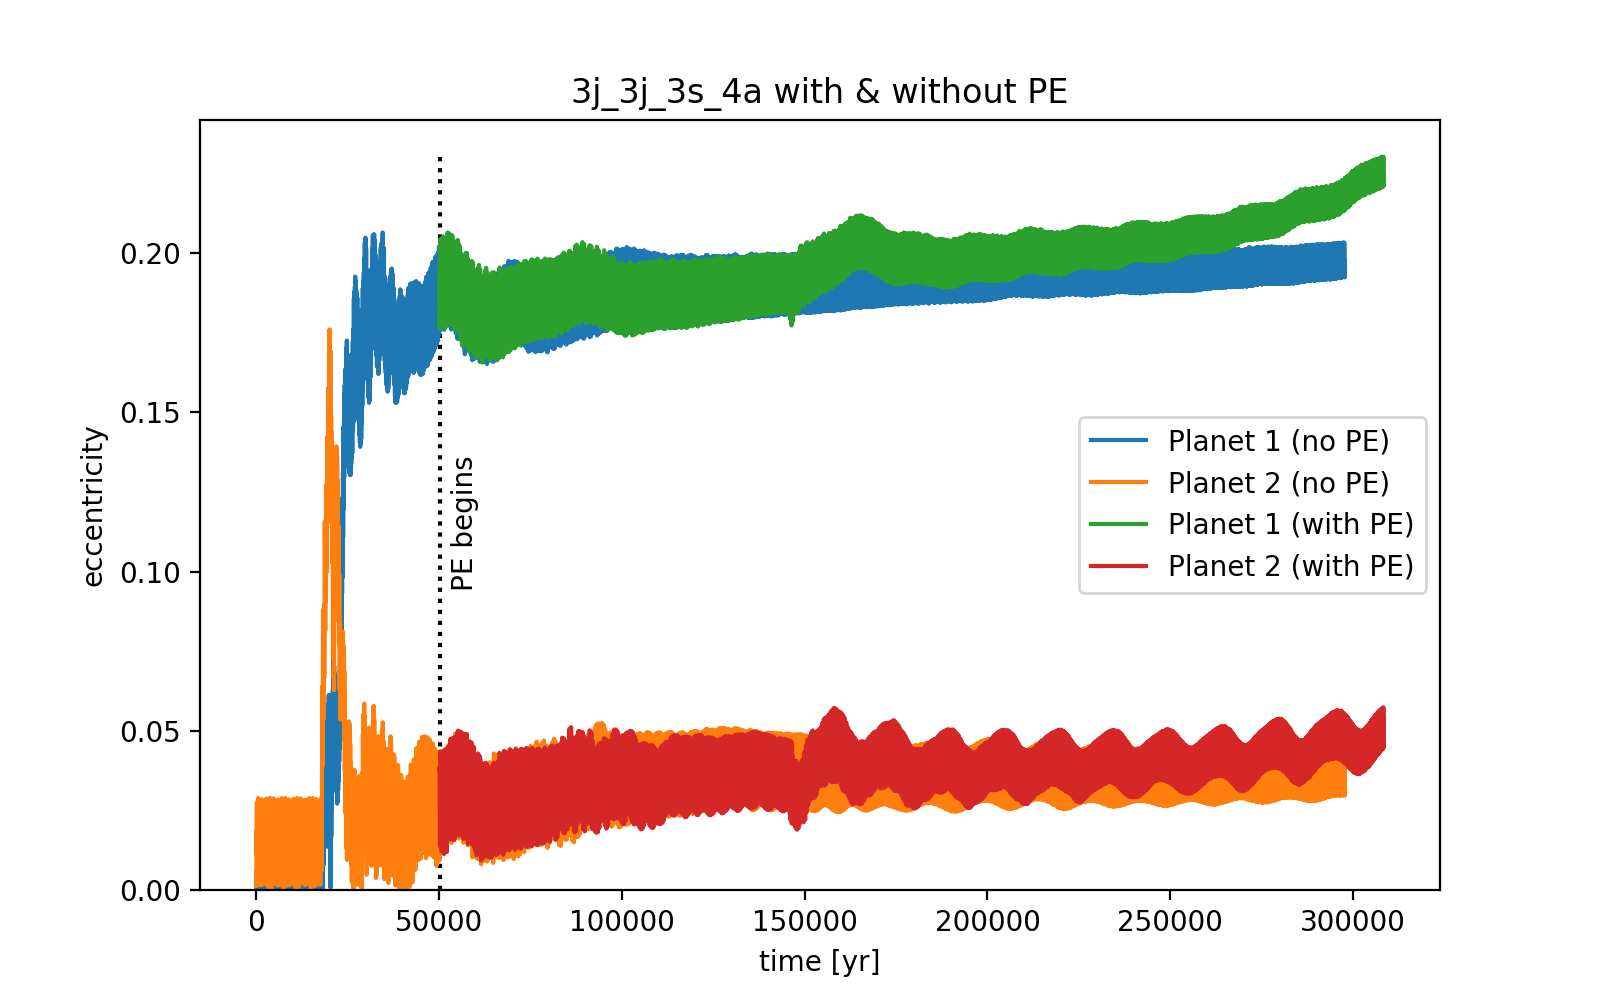 3j_3j_3s_4a with & without PE
eccentricity
0.20
0.15
0.10
0.05
0.00
PE begins
Planet 1 (no PE)
Planet 2 (no PE)
Planet 1 (with PE)
Planet 2 (with PE)
0
50000
100000
150000
200000
250000
300000
time [yr]